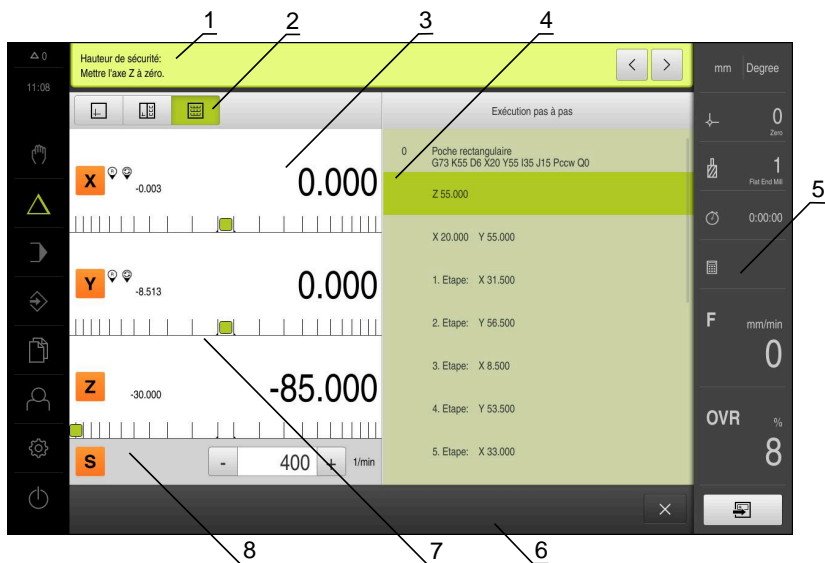 1
2
3
4
0
11:08
Hauteur de sécurité:
Mettre l'axe Z à zéro.
< >
mm Degree
Exécution pas à pas
0
Zero
1
Flat End Mill
0:00:00
5
X R -0.003 0.000
Y R -8.513 0.000
Z -30.000 -85.000
S - 400 + 1/min
0 Poche rectangulaire
G73 K55 D6 X20 Y55 I35 J15 Pccw Q0
Z 55.000
X 20.000 Y 55.000
1. Etape: X 31.500
2. Etape: Y 56.500
3. Etape: X 8.500
4. Etape: Y 53.500
5. Etape: X 33.000
F mm/min
0
OVR %
8
8
7
6